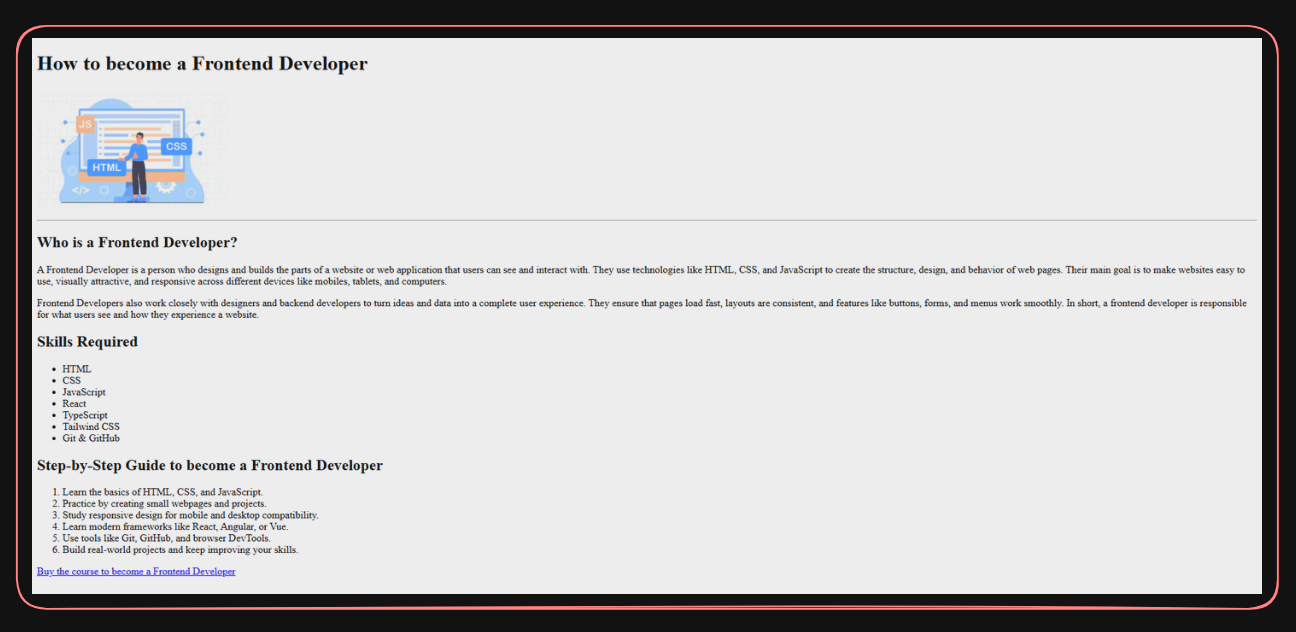 How to become a Frontend Developer
JS
CSS
HTML
</>
Who is a Frontend Developer?
A Frontend Developer is a person who designs and builds the parts of a website or web application that users can see and interact with. They use technologies like HTML, CSS, and JavaScript to create the structure, design, and behavior of web pages. Their main goal is to make websites easy to
use, visually attractive, and responsive across different devices like mobiles, tablets, and computers.
Frontend Developers also work closely with designers and backend developers to turn ideas and data into a complete user experience. They ensure that pages load fast, layouts are consistent, and features like buttons, forms, and menus work smoothly. In short, a frontend developer is responsible
for what users see and how they experience a website.
Skills Required
• HTML
• CSS
• JavaScript
• React
• TypeScript
• Tailwind CSS
• Git & GitHub
Step-by-Step Guide to become a Frontend Developer
1. Learn the basics of HTML, CSS, and JavaScript.
2. Practice by creating small webpages and projects.
3. Study responsive design for mobile and desktop compatibility.
4. Learn modern frameworks like React, Angular, or Vue.
5. Use tools like Git, GitHub, and browser DevTools.
6. Build real-world projects and keep improving your skills.
Buy the course to become a Frontend Developer